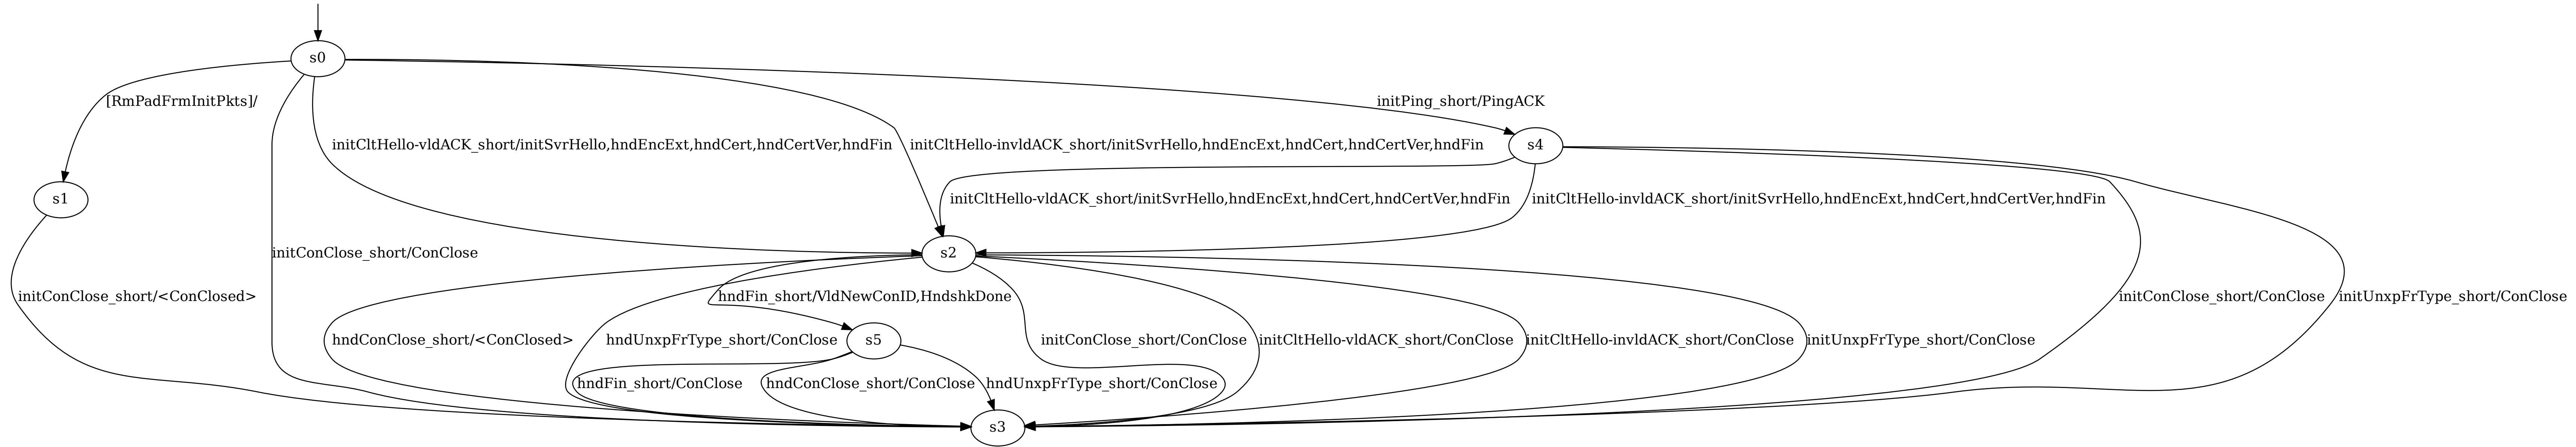 s0
[RmPadFrmInitPkts]/
initPing_short/PingACK
initCltHello-vldACK_short/initSvrHello,hndEncExt,hndCert,hndCertVer,hndFin
initCltHello-invldACK_short/initSvrHello,hndEncExt,hndCert,hndCertVer,hndFin
s4
s1
initCltHello-vldACK_short/initSvrHello,hndEncExt,hndCert,hndCertVer,hndFin
initCltHello-invldACK_short/initSvrHello,hndEncExt,hndCert,hndCertVer,hndFin
initConClose_short/ConClose
s2
initConClose_short/<ConClosed>
hndFin_short/VldNewConID,HndshkDone
initConClose_short/ConClose
initUnxpFrType_short/ConClose
hndConClose_short/<ConClosed>
hndUnxpFrType_short/ConClose
s5
initConClose_short/ConClose
initCltHello-vldACK_short/ConClose
initCltHello-invldACK_short/ConClose
initUnxpFrType_short/ConClose
hndFin_short/ConClose
hndConClose_short/ConClose
hndUnxpFrType_short/ConClose
s3